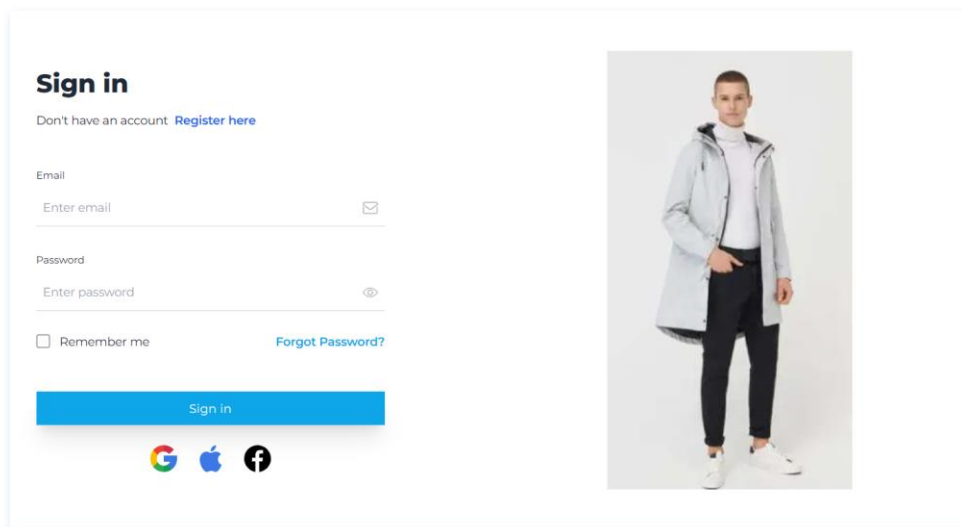 Sign in
Don't have an account Register here
Email
Enter email
Password
Enter password
Remember me Forgot Password?
Sign in